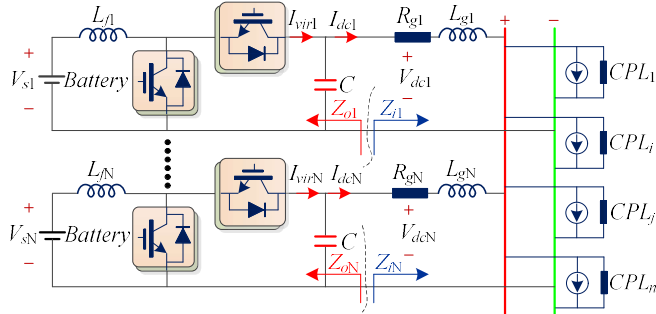 L_f1 I_vir1 I_dc1 R_g1 L_g1 + −
+ V_s1 − Battery C + V_dc1 − CPL_1
Z_o1 Z_i1
CPL_i
L_fN I_virN I_dcN R_gN L_gN
+ V_sN − Battery C + V_dcN − CPL_j
Z_oN Z_iN
CPL_n